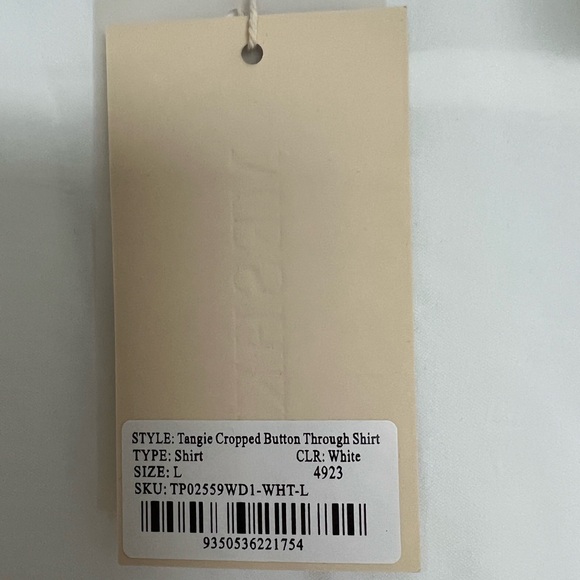 STYLE: Tangie Cropped Button Through Shirt
TYPE: Shirt CLR: White
SIZE: L 4923
SKU: TP02559WD1-WHT-L
9350536221754